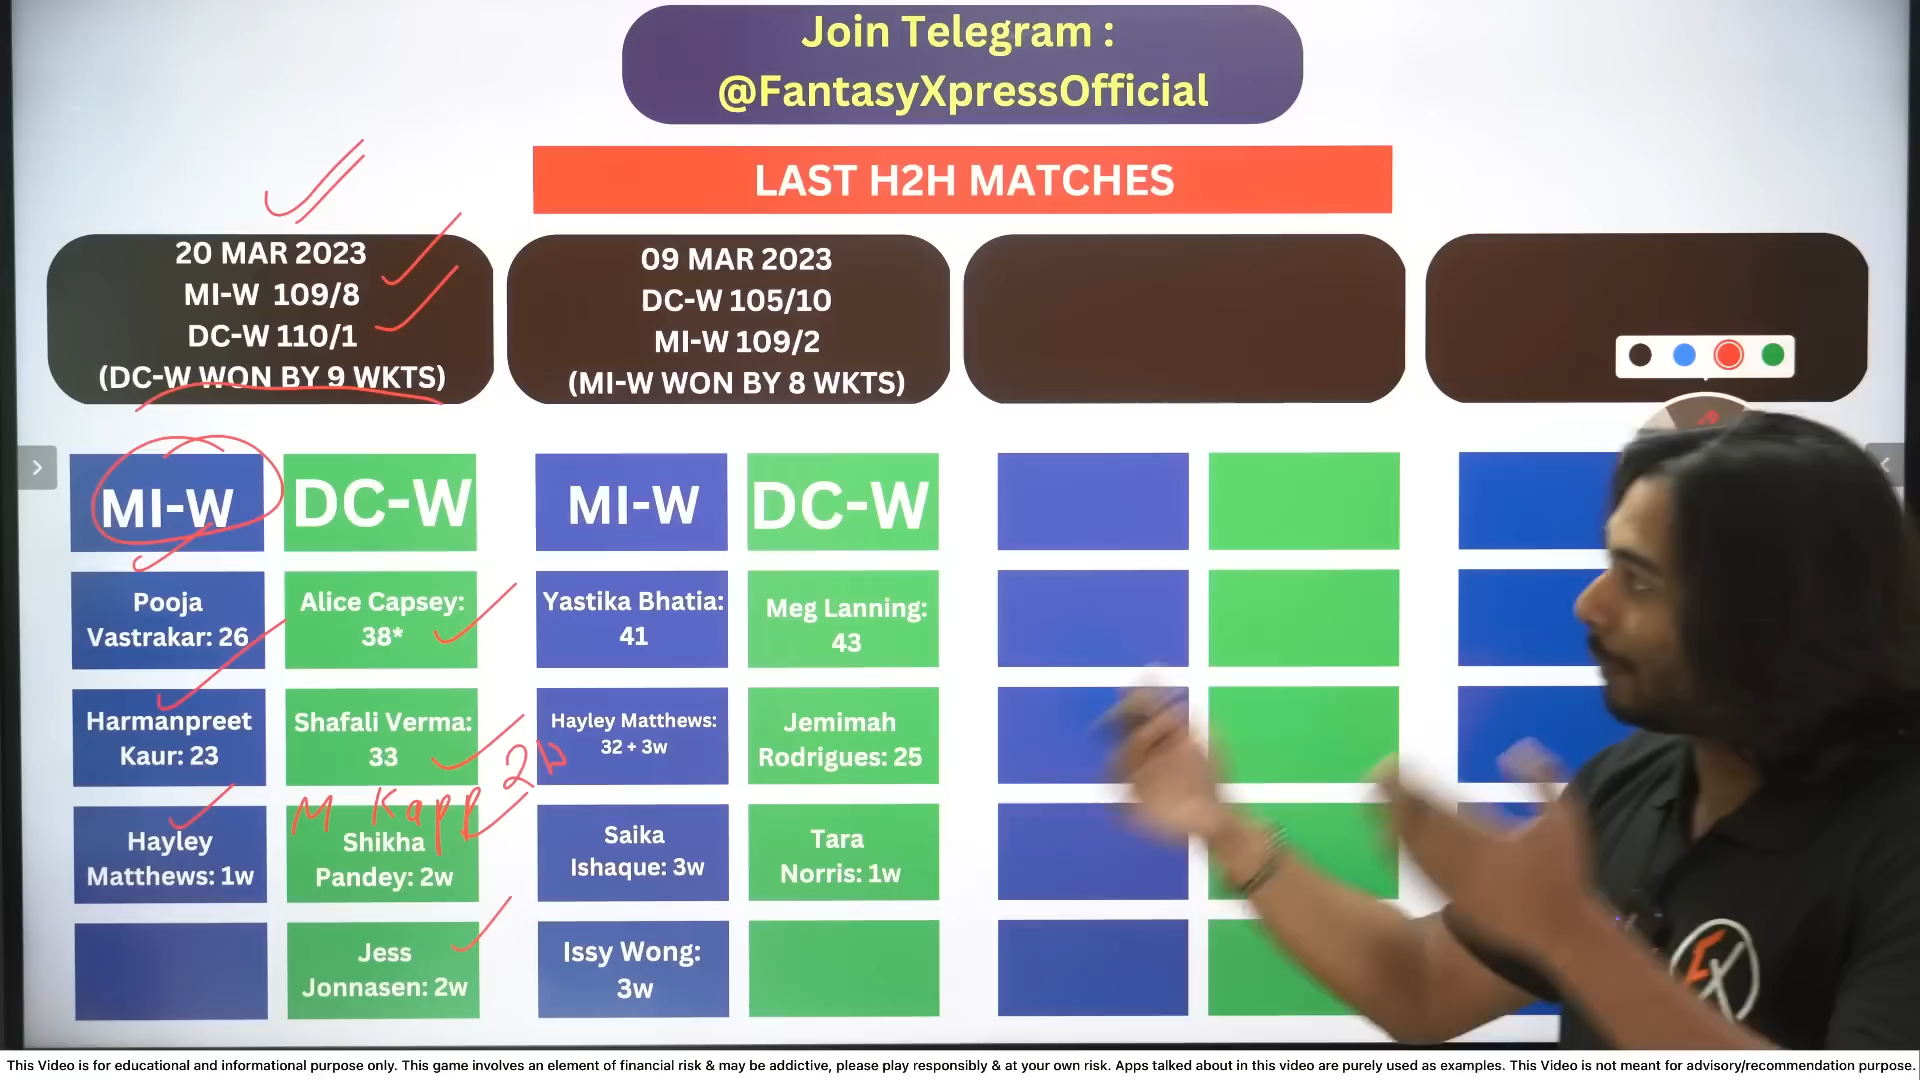 Join Telegram :
@FantasyXpressOfficial
LAST H2H MATCHES
20 MAR 2023
MI-W 109/8
DC-W 110/1
(DC-W WON BY 9 WKTS)
09 MAR 2023
DC-W 105/10
MI-W 109/2
(MI-W WON BY 8 WKTS)
MI-W
DC-W
Pooja
Vastrakar: 26
Alice Capsey:
38*
Harmanpreet
Kaur: 23
Shafali Verma:
33
Hayley
Matthews: 1w
M Kapp 2w
Shikha
Pandey: 2w
Jess
Jonnasen: 2w
MI-W
DC-W
Yastika Bhatia:
41
Meg Lanning:
43
Hayley Matthews:
32 + 3w
Jemimah
Rodrigues: 25
Saika
Ishaque: 3w
Tara
Norris: 1w
Issy Wong:
3w
EX
This Video is for educational and informational purpose only. This game involves an element of financial risk & may be addictive, please play responsibly & at your own risk. Apps talked about in this video are purely used as examples. This Video is not meant for advisory/recommendation purpose.